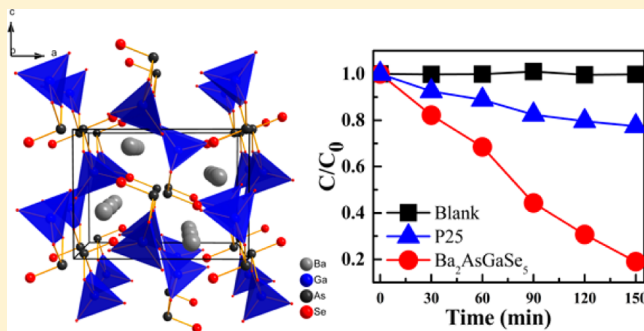 c
b
a
Ba
Ga
As
Se
C/C₀
1.0
0.8
0.6
0.4
0.2
Blank
P25
Ba₂AsGaSe₅
0 30 60 90 120 150
Time (min)